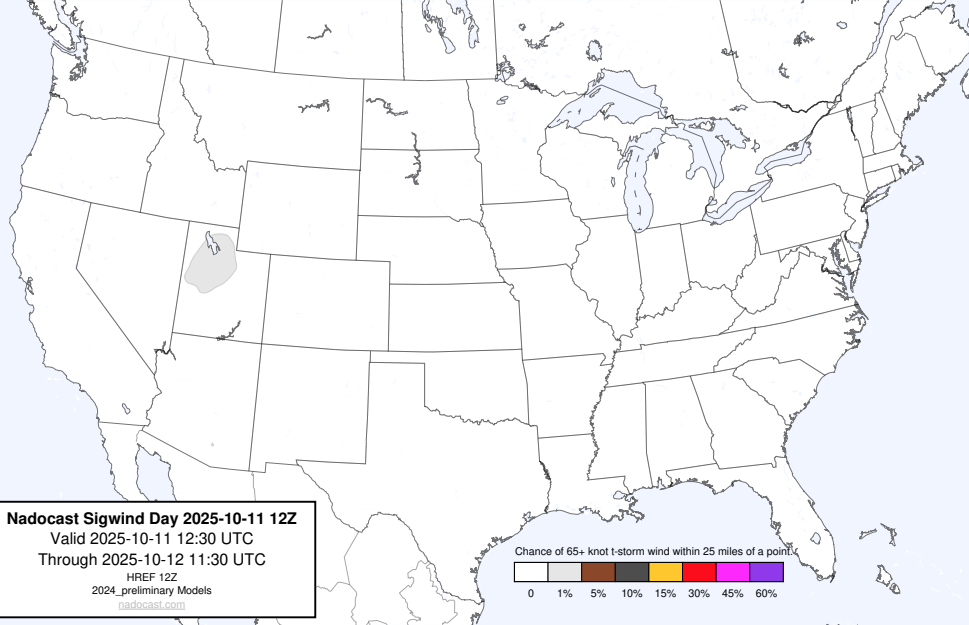 Nadocast Sigwind Day 2025-10-11 12Z
Valid 2025-10-11 12:30 UTC
Through 2025-10-12 11:30 UTC
HREF 12Z
2024_preliminary Models
nadocast.com
Chance of 65+ knot t-storm wind within 25 miles of a point.
0 1% 5% 10% 15% 30% 45% 60%